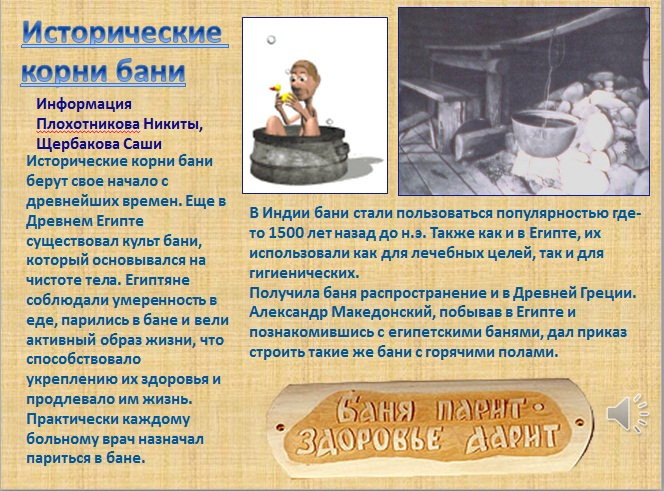 Исторические
корни бани
Информация
Плохотникова Никиты,
Щербакова Саши
Исторические корни бани
берут свое начало с
древнейших времен. Еще в
Древнем Египте
существовал культ бани,
который основывался на
чистоте тела. Египтяне
соблюдали умеренность в
еде, парились в бане и вели
активный образ жизни, что
способствовало
укреплению их здоровья и
продлевало им жизнь.
Практически каждому
больному врач назначал
париться в бане.
В Индии бани стали пользоваться популярностью где-
то 1500 лет назад до н.э. Также как и в Египте, их
использовали как для лечебных целей, так и для
гигиенических.
Получила баня распространение и в Древней Греции.
Александр Македонский, побывав в Египте и
познакомившись с египетскими банями, дал приказ
строить такие же бани с горячими полами.
БАНЯ ПАРИТ-
ЗДОРОВЬЕ ДАРИТ